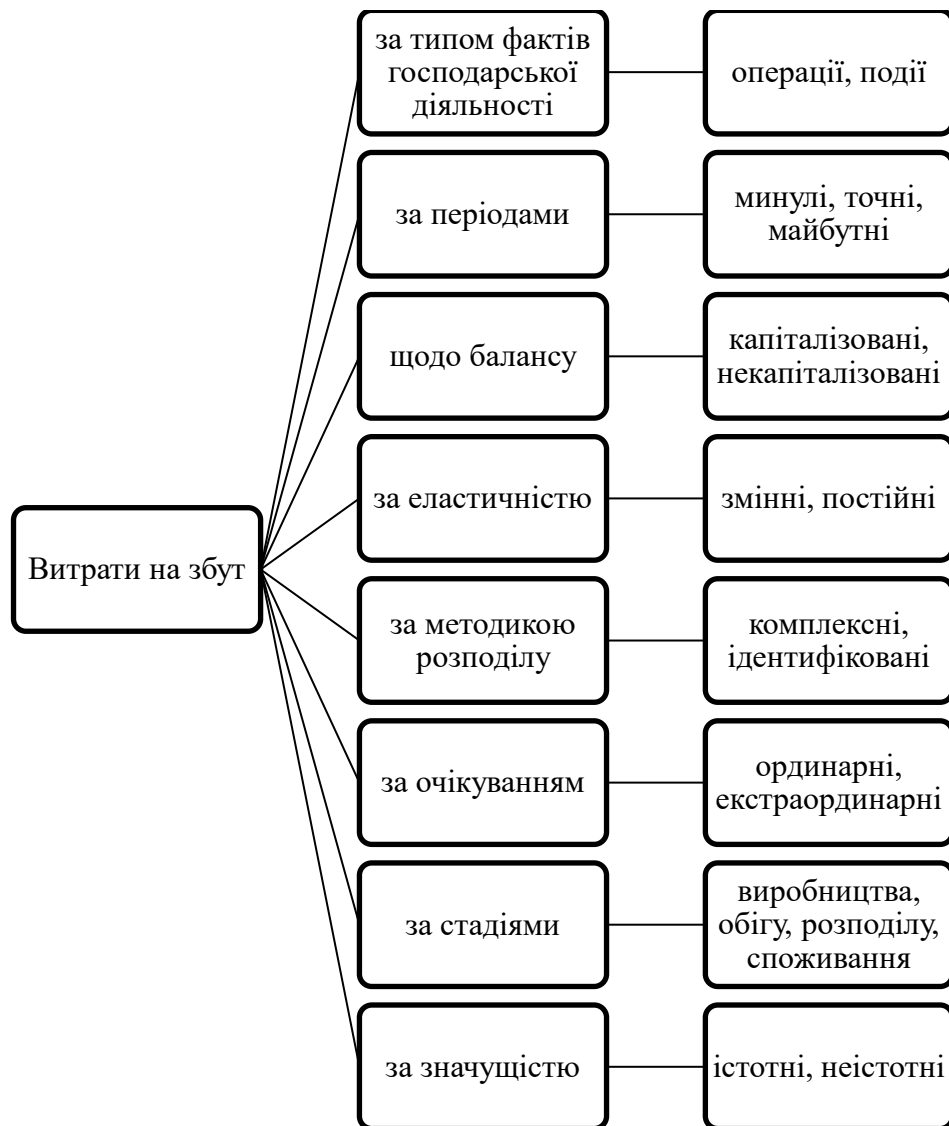 за типом фактів
господарської
діяльності
операції, події
за періодами
минулі, точні,
майбутні
щодо балансу
капіталізовані,
некапіталізовані
за еластичністю
змінні, постійні
Витрати на збут
за методикою
розподілу
комплексні,
ідентифіковані
за очікуванням
ординарні,
екстраординарні
за стадіями
виробництва,
обігу, розподілу,
споживання
за значущістю
істотні, неістотні